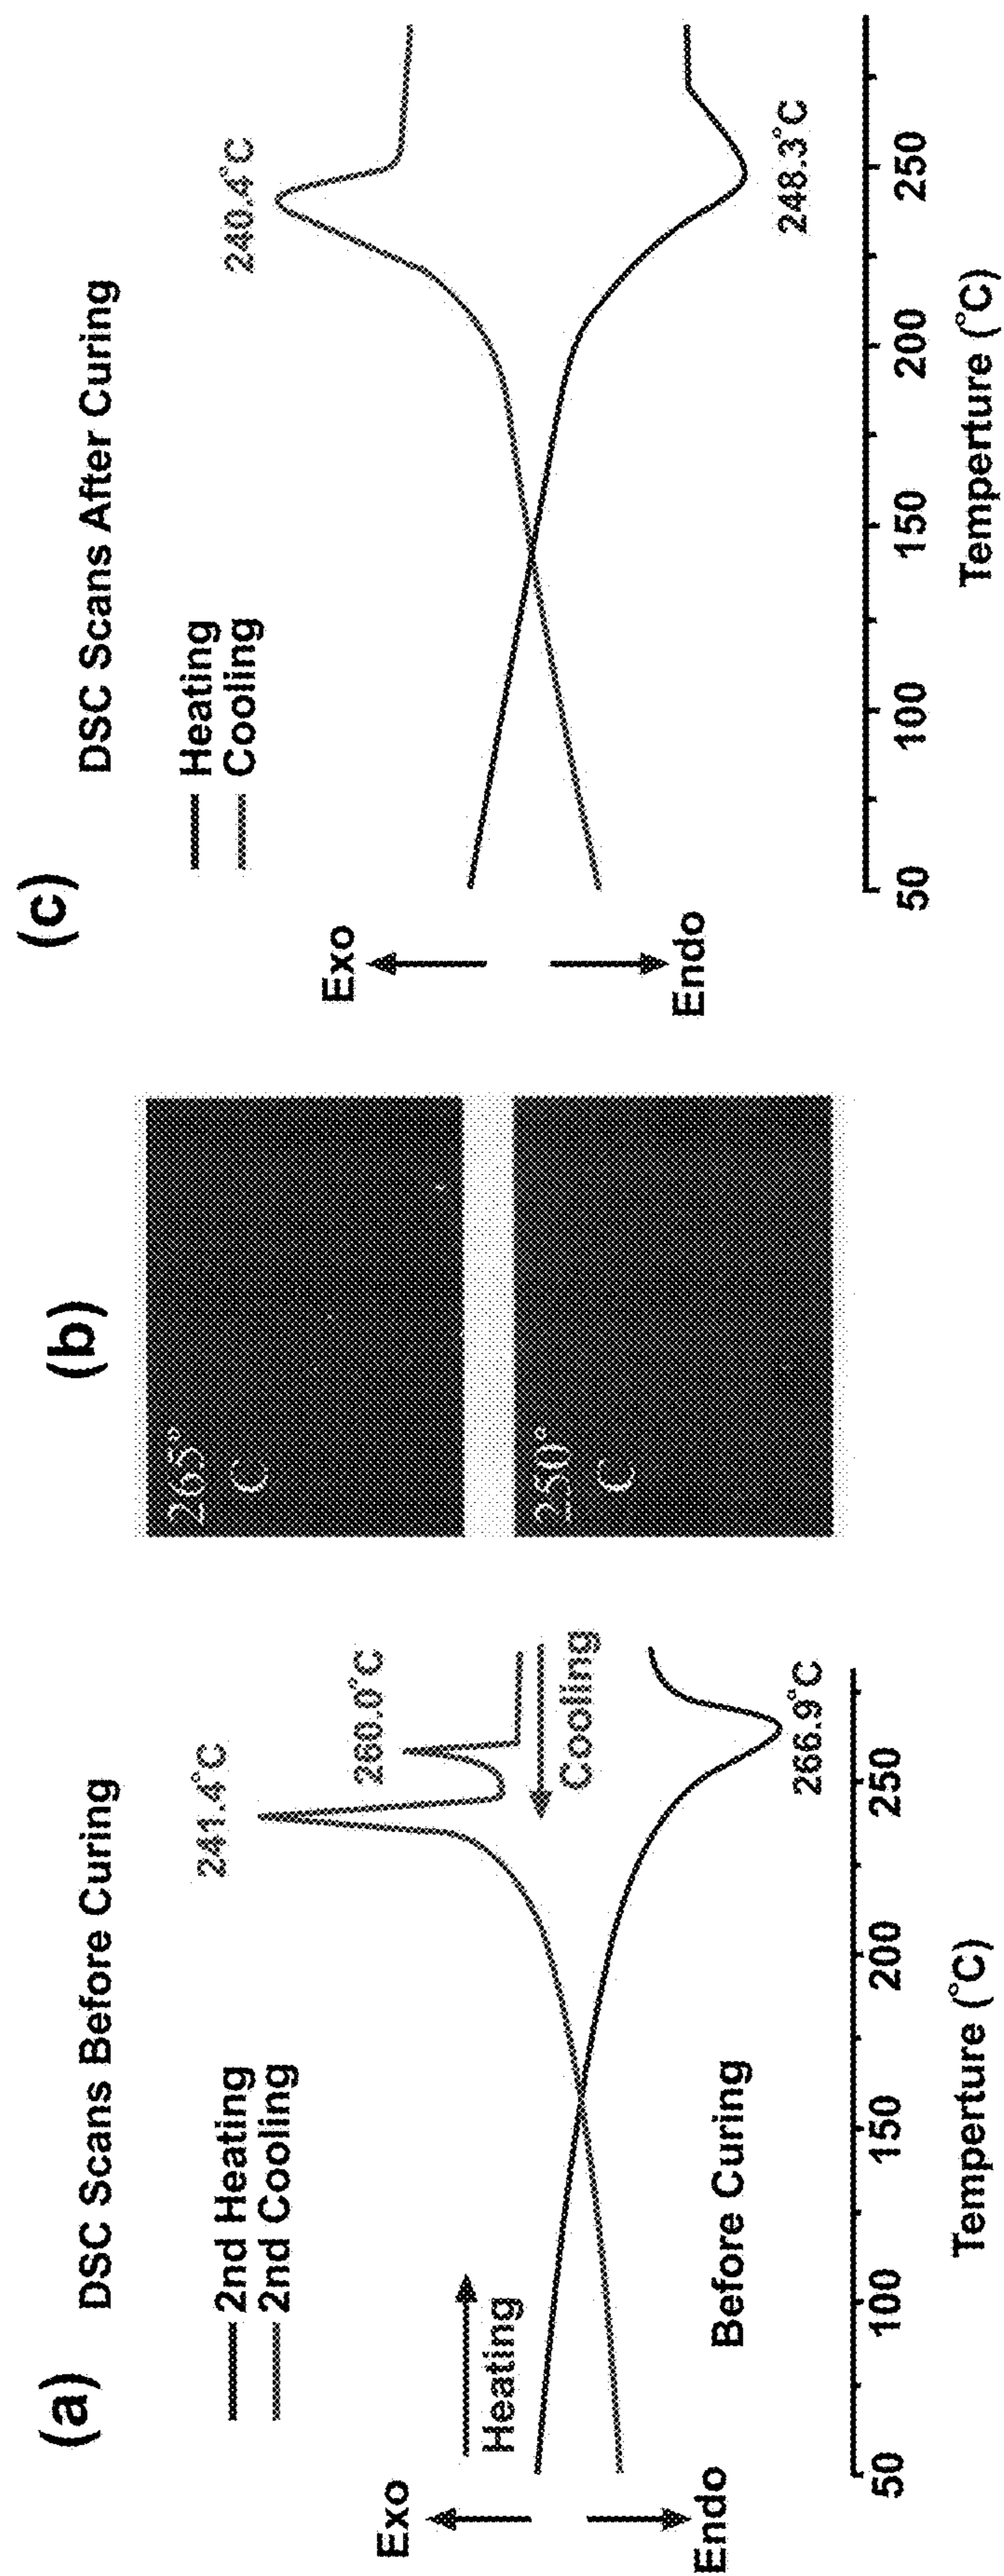 (a)
DSC Scans Before Curing
2nd Heating
2nd Cooling
241.4°C
260.0°C
Exo
Heating
Cooling
Endo
Before Curing
266.9°C
50
100
150
200
250
Temperture (°C)
(b)
265°
C
250°
C
(c)
DSC Scans After Curing
Heating
Cooling
240.4°C
Exo
Endo
248.3°C
50
100
150
200
250
Temperture (°C)